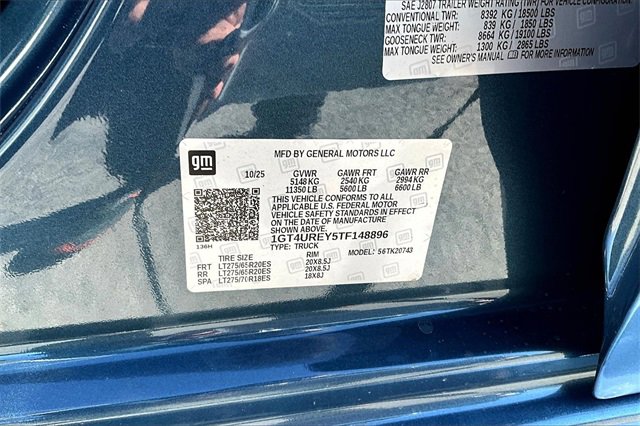 SAE J2807 TRAILER WEIGHT RATING (TWR) FOR VEHICLE CONFIGURATION:
CONVENTIONAL TWR: 8392 KG / 18500 LBS
MAX TONGUE WEIGHT: 839 KG / 1850 LBS
GOOSENECK TWR: 8664 KG / 19100 LBS
MAX TONGUE WEIGHT: 1300 KG / 2865 LBS
SEE OWNER'S MANUAL FOR MORE INFORMATION
gm
MFD BY GENERAL MOTORS LLC
10/25 GVWR GAWR FRT GAWR RR
5148 KG 2540 KG 2994 KG
11350 LB 5600 LB 6600 LB
THIS VEHICLE CONFORMS TO ALL
APPLICABLE U.S. FEDERAL MOTOR
VEHICLE SAFETY STANDARDS IN EFFECT
ON THE DATE OF MANUFACTURE
SHOWN ABOVE.
1GT4UREY5TF148896
136H
TYPE: TRUCK MODEL: 56TK20743
TIRE SIZE RIM
FRT LT275/65R20ES 20X8.5J
RR LT275/65R20ES 20X8.5J
SPA LT275/70R18ES 18X8J